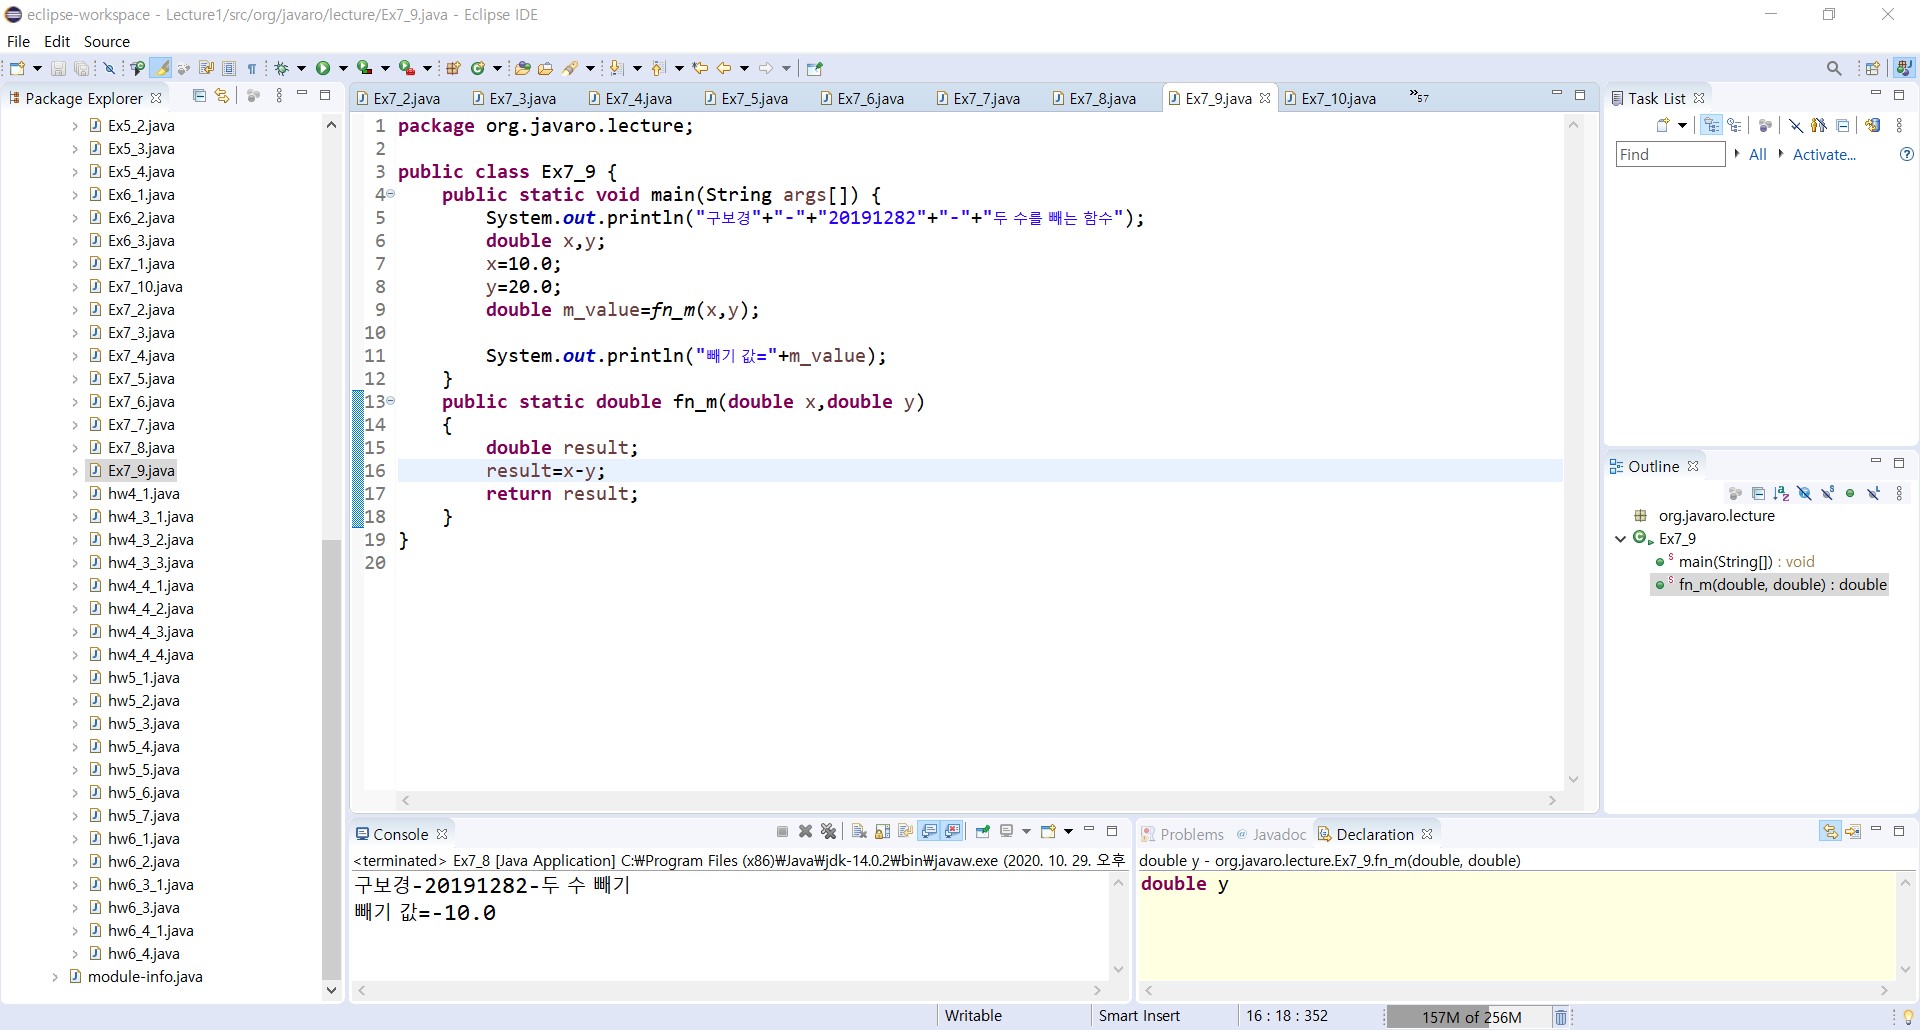 eclipse-workspace - Lecture1/src/org/javaro/lecture/Ex7_9.java - Eclipse IDE
File Edit Source
Package Explorer
Ex5_2.java
Ex5_3.java
Ex5_4.java
Ex6_1.java
Ex6_2.java
Ex6_3.java
Ex7_1.java
Ex7_10.java
Ex7_2.java
Ex7_3.java
Ex7_4.java
Ex7_5.java
Ex7_6.java
Ex7_7.java
Ex7_8.java
Ex7_9.java
hw4_1.java
hw4_3_1.java
hw4_3_2.java
hw4_3_3.java
hw4_4_1.java
hw4_4_2.java
hw4_4_3.java
hw4_4_4.java
hw5_1.java
hw5_2.java
hw5_3.java
hw5_4.java
hw5_5.java
hw5_6.java
hw5_7.java
hw6_1.java
hw6_2.java
hw6_3_1.java
hw6_3.java
hw6_4_1.java
hw6_4.java
module-info.java
Ex7_2.java Ex7_3.java Ex7_4.java Ex7_5.java Ex7_6.java Ex7_7.java Ex7_8.java Ex7_9.java Ex7_10.java »57
1 package org.javaro.lecture;
2
3 public class Ex7_9 {
4 public static void main(String args[]) {
5 System.out.println("구보경"+"-"+"20191282"+"-"+"두 수를 빼는 함수");
6 double x,y;
7 x=10.0;
8 y=20.0;
9 double m_value=fn_m(x,y);
10
11 System.out.println("빼기 값="+m_value);
12 }
13 public static double fn_m(double x,double y)
14 {
15 double result;
16 result=x-y;
17 return result;
18 }
19 }
20
Task List
Find All Activate...
Outline
org.javaro.lecture
Ex7_9
main(String[]) : void
fn_m(double, double) : double
Console
<terminated> Ex7_8 [Java Application] C:₩Program Files (x86)₩Java₩jdk-14.0.2₩bin₩javaw.exe (2020. 10. 29. 오후
구보경-20191282-두 수 빼기
빼기 값=-10.0
Problems @ Javadoc Declaration
double y - org.javaro.lecture.Ex7_9.fn_m(double, double)
double y
Writable Smart Insert 16 : 18 : 352 157M of 256M